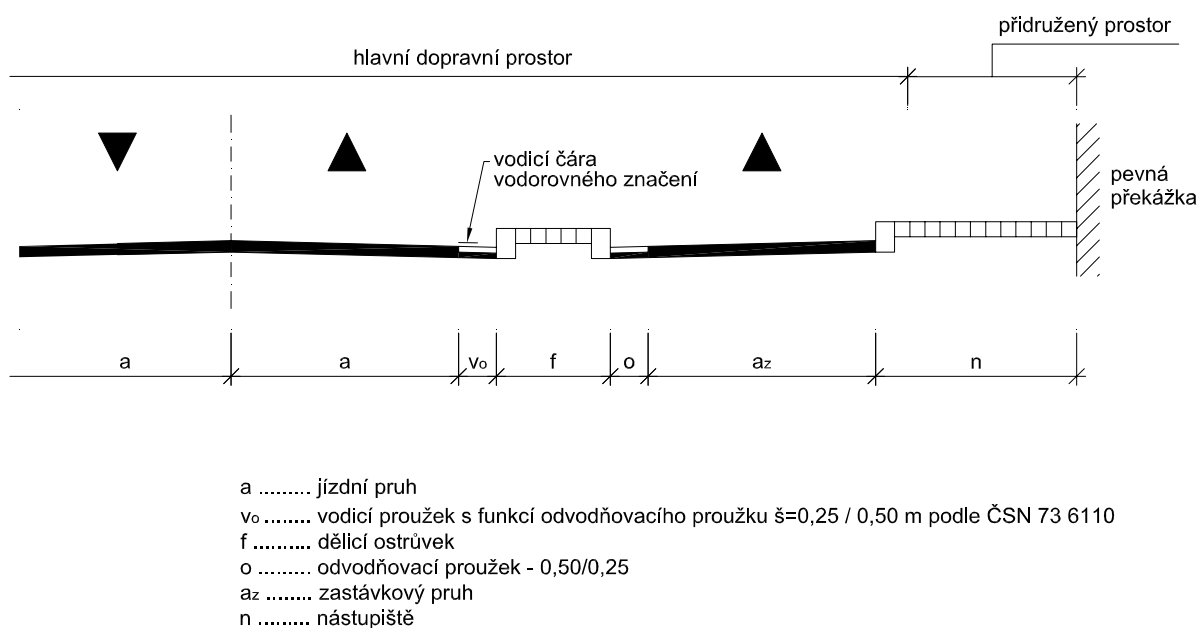 přidružený prostor
hlavní dopravní prostor
vodicí čára
vodorovného značení
pevná
překážka
a
a
vo
f
o
az
n
a ......... jízdní pruh
vo ........ vodicí proužek s funkcí odvodňovacího proužku š=0,25 / 0,50 m podle ČSN 73 6110
f .......... dělicí ostrůvek
o ......... odvodňovací proužek - 0,50/0,25
az ........ zastávkový pruh
n ......... nástupiště